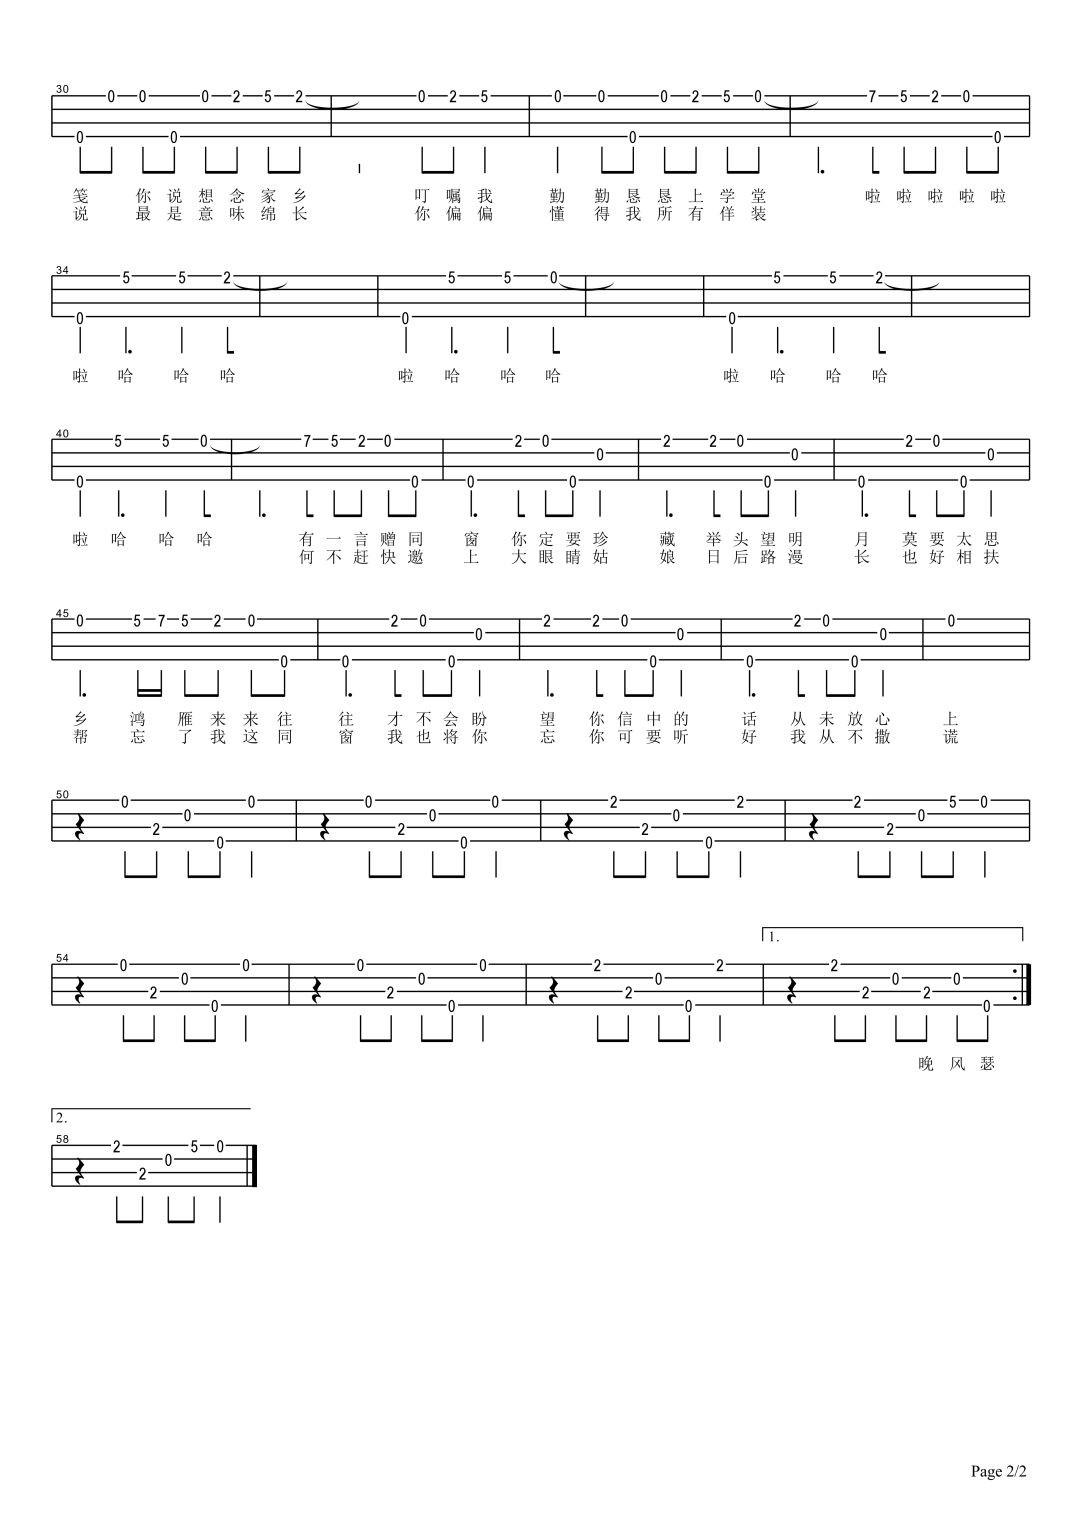 30
0 0 0 2 5 2 0 2 5 0 0 0 2 5 0 7 5 2 0
0 0 0 0
笺 你说想念家乡 叮嘱我 勤勤恳恳上学堂 啦啦啦啦啦
说 最是意味绵长 你偏偏 懂得我所有佯装
34
5 5 2 5 5 0 5 5 2
0 0 0
啦 哈 哈 哈 啦 哈 哈 哈 啦 哈 哈 哈
40
5 5 0 7 5 2 0 2 0 2 2 0 2 0
0 0 0
0 0 0 0 0 0
啦 哈 哈 哈 有一言赠同 窗 你定要珍 藏 举头望明 月 莫要太思
何不赶快邀 上 大眼睛姑 娘 日后路漫 长 也好相扶
45
0 5 7 5 2 0 2 0 2 2 0 2 0 0
0 0 0
0 0 0 0 0 0
乡 鸿 雁来来往 往 才不会盼 望 你信中的 话 从未放心 上
帮 忘 了我这同 窗 我也将你 忘 你可要听 好 我从不撒 谎
50
0 0 0 0 2 2 2 5 0
0 0 0 0
2 2 2 2
0 0 0
1.
54
0 0 0 0 2 2 2 0
0 0 0 0
2 2 2 2 2
0 0 0 0
晚风瑟
2.
58
2 5 0
0
2
Page 2/2